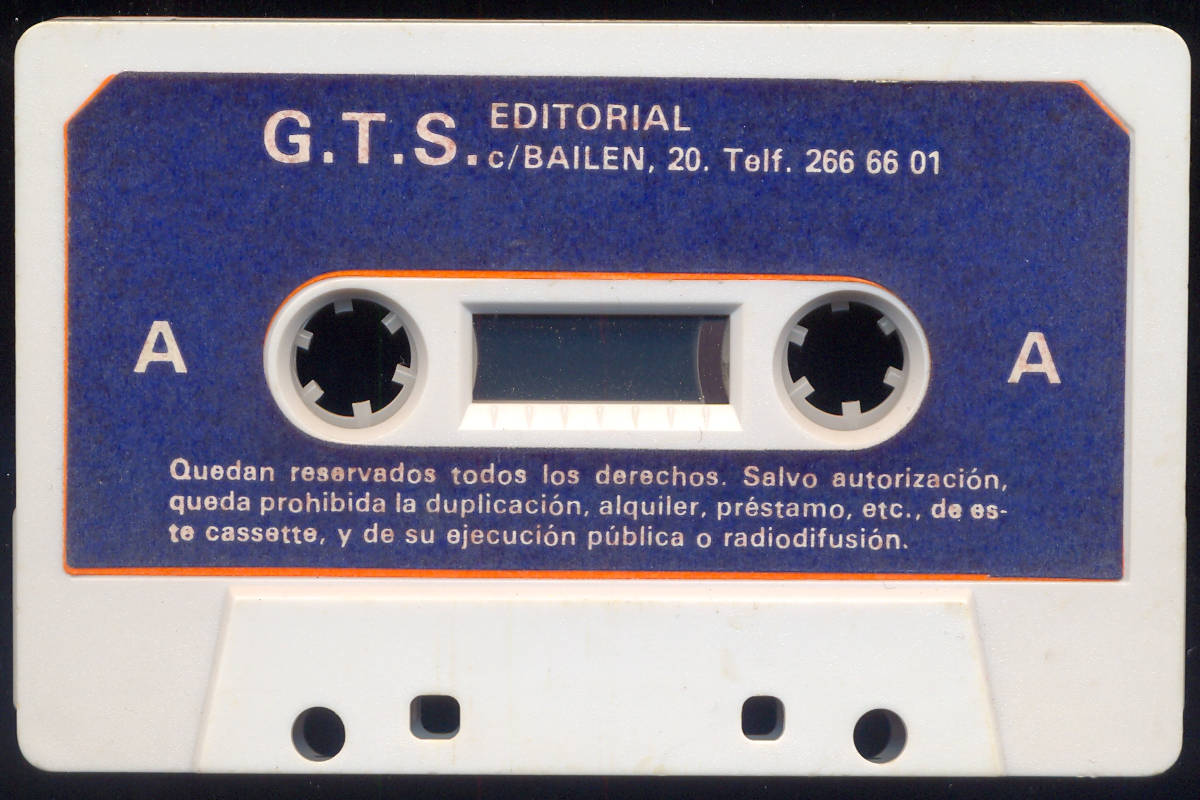 G.T.S. EDITORIAL
c/BAILEN, 20. Telf. 266 66 01
A A
Quedan reservados todos los derechos. Salvo autorización,
queda prohibida la duplicación, alquiler, préstamo, etc., de es-
te cassette, y de su ejecución pública o radiodifusión.